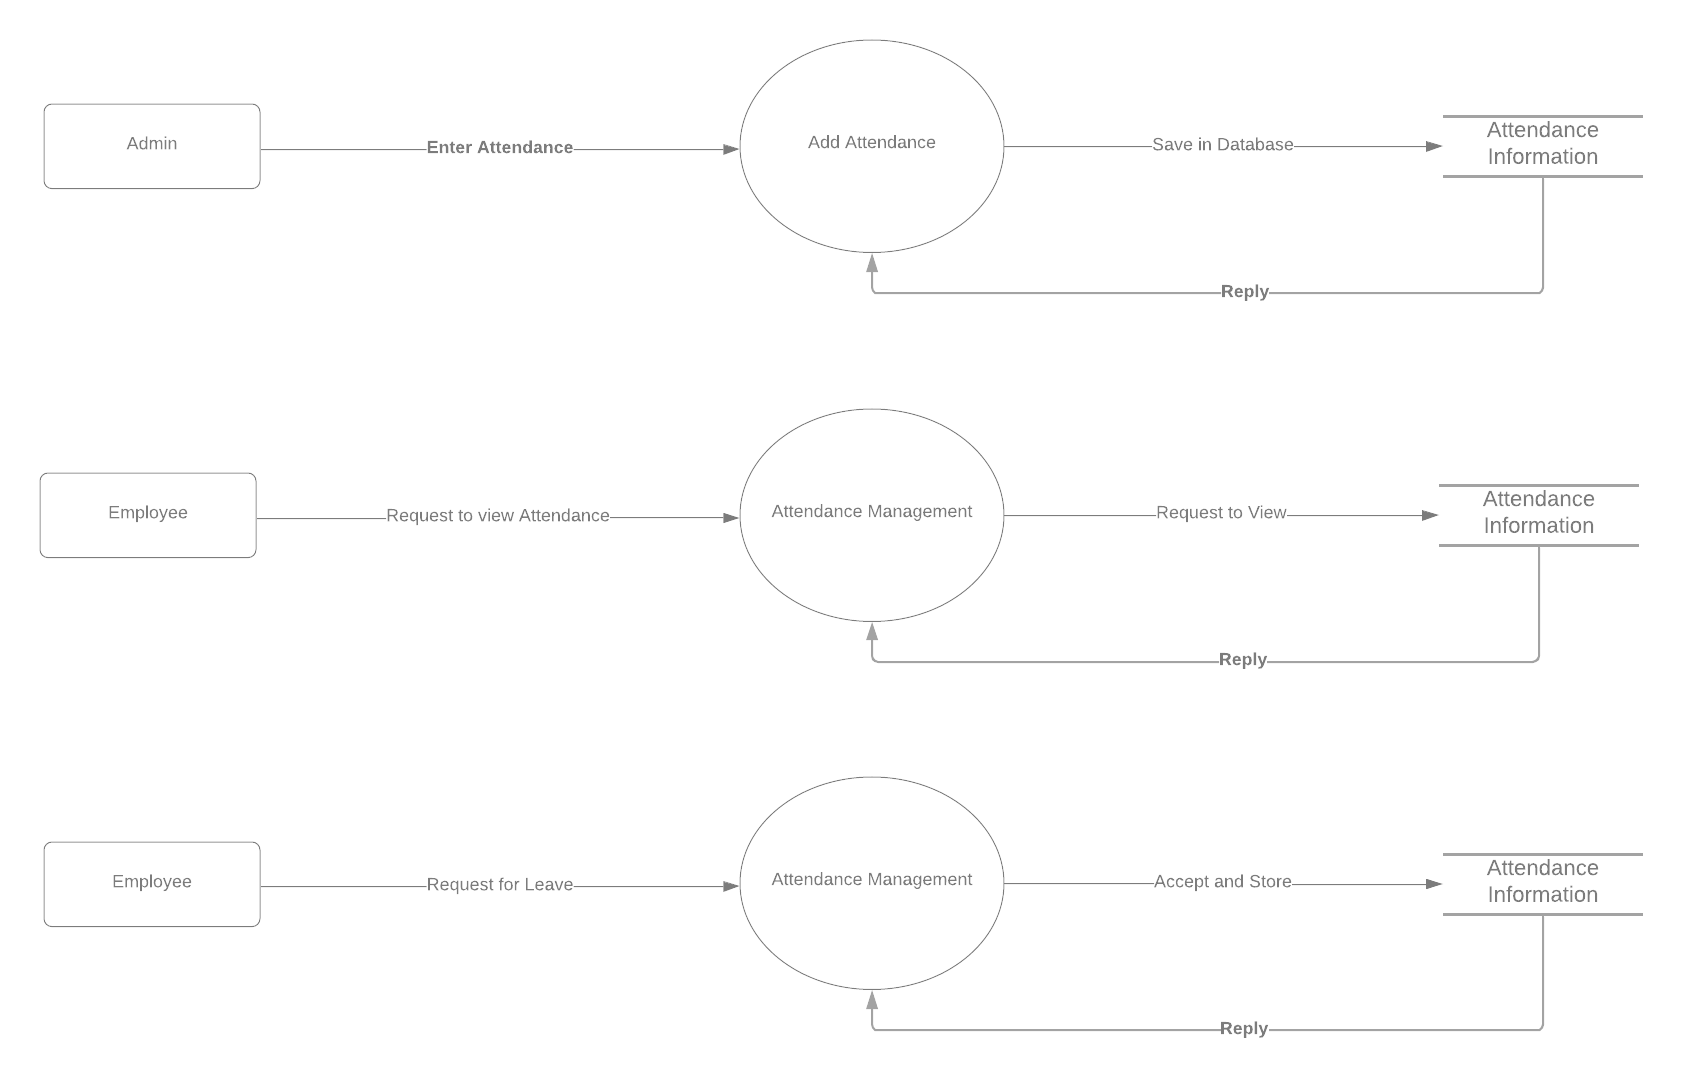 Admin
Enter Attendance
Add Attendance
Save in Database
Attendance
Information
Reply
Employee
Request to view Attendance
Attendance Management
Request to View
Attendance
Information
Reply
Employee
Request for Leave
Attendance Management
Accept and Store
Attendance
Information
Reply